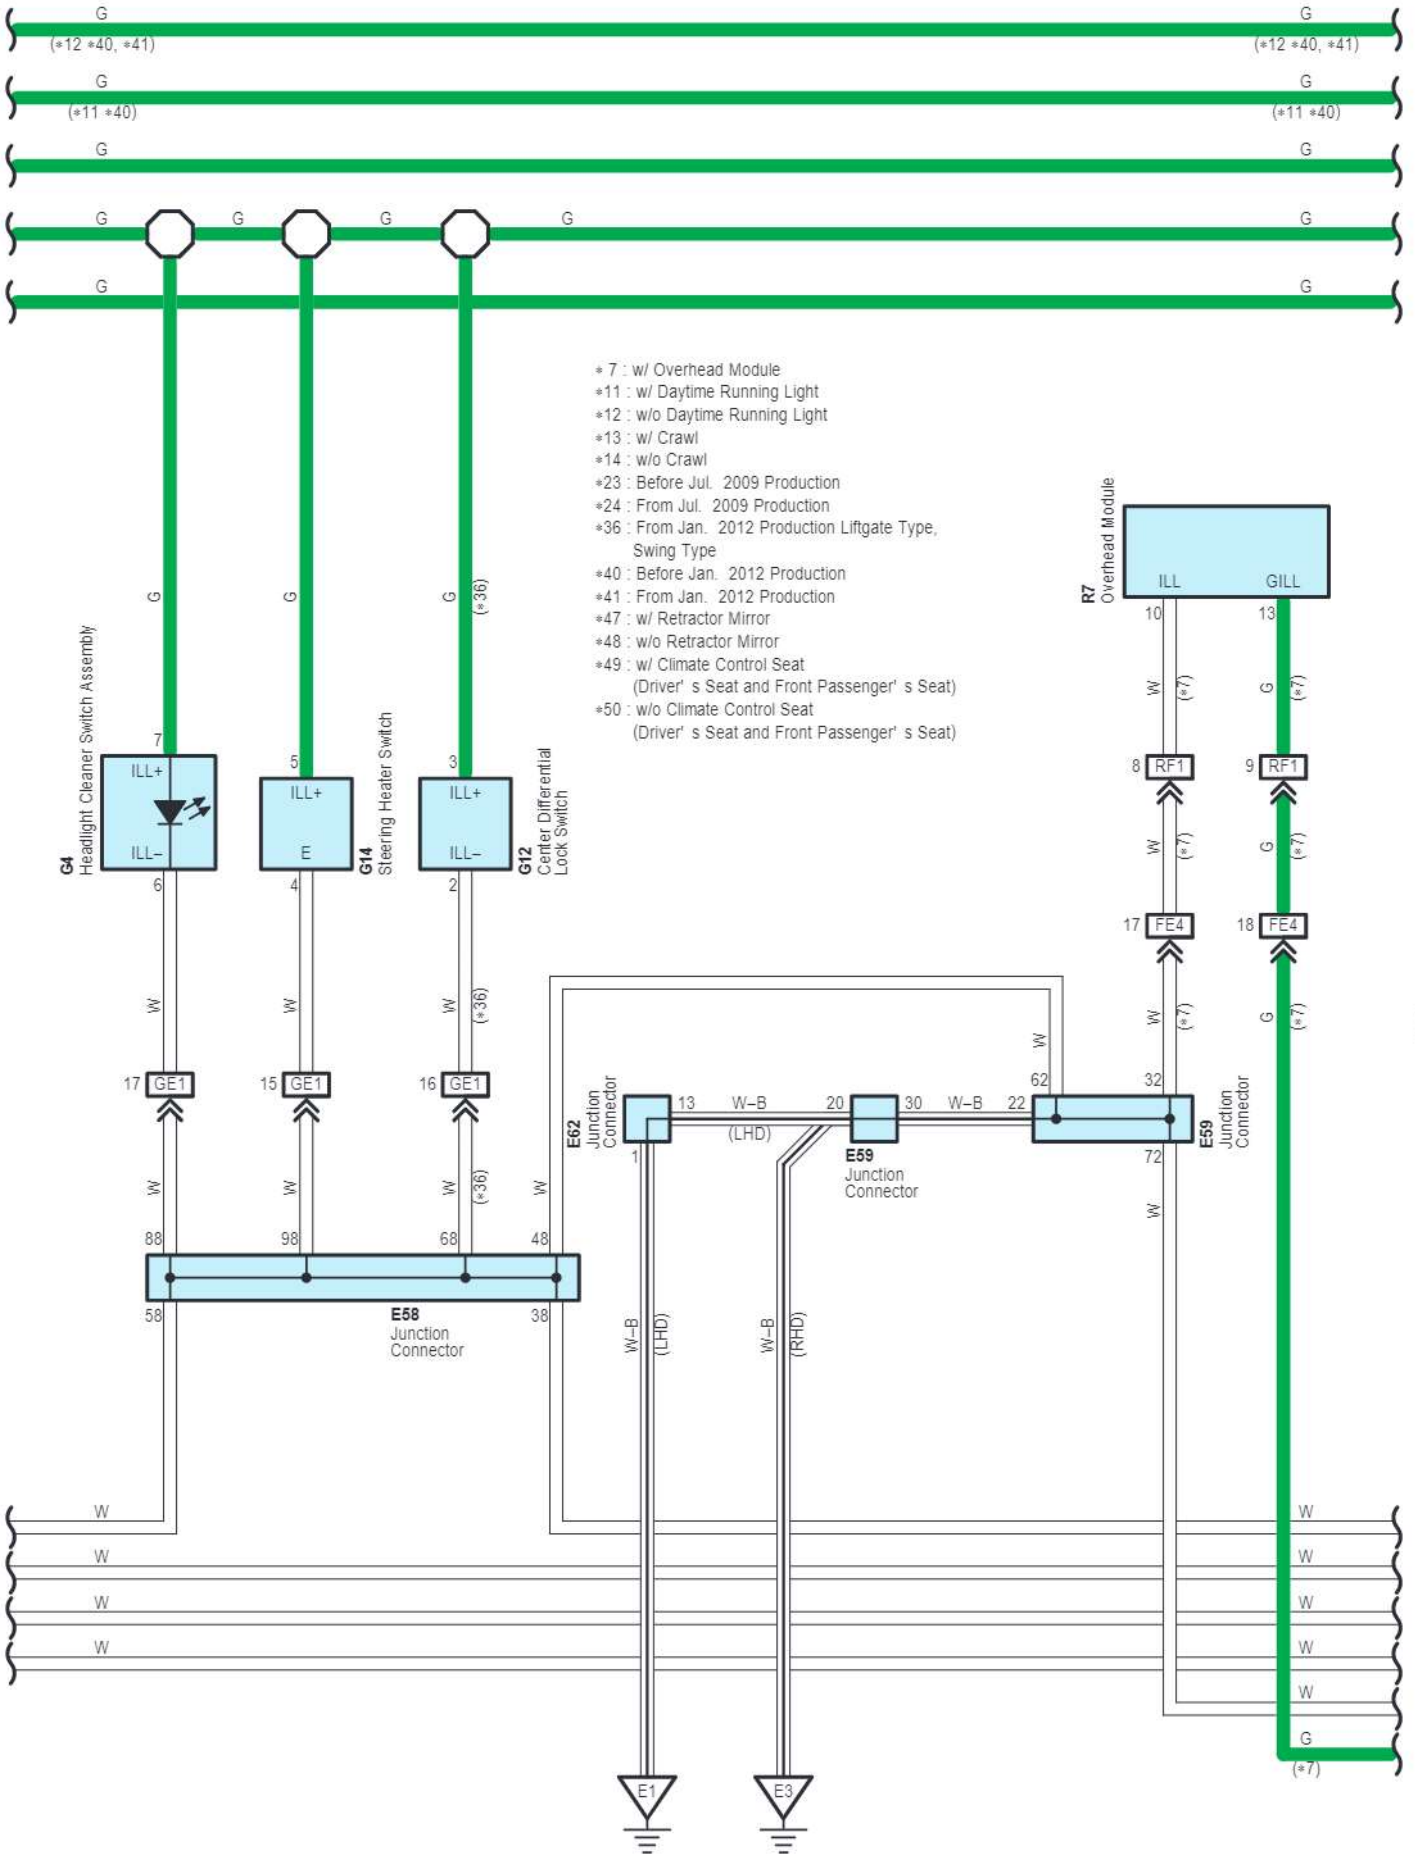 G G
(*12 *40, *41) (*12 *40, *41)
G G
(*11 *40) (*11 *40)
G G
G G G G G
G G
* 7 : w/ Overhead Module
*11 : w/ Daytime Running Light
*12 : w/o Daytime Running Light
*13 : w/ Crawl
*14 : w/o Crawl
*23 : Before Jul. 2009 Production
*24 : From Jul. 2009 Production
*36 : From Jan. 2012 Production Liftgate Type,
Swing Type
*40 : Before Jan. 2012 Production
*41 : From Jan. 2012 Production
*47 : w/ Retractor Mirror
*48 : w/o Retractor Mirror
*49 : w/ Climate Control Seat
(Driver' s Seat and Front Passenger' s Seat)
*50 : w/o Climate Control Seat
(Driver' s Seat and Front Passenger' s Seat)
R7
Overhead Module
ILL GILL
10 13
G G G (*36)
W (*7) G (*7)
G4
Headlight Cleaner Switch Assembly
7
ILL+
ILL–
6
5
ILL+
E
4
G14
Steering Heater Switch
3
ILL+
ILL–
2
G12
Center Differential
Lock Switch
8 RF1 9 RF1
W (*7) G (*7)
17 FE4 18 FE4
W W W (*36) W (*7) G (*7)
W
17 GE1 15 GE1 16 GE1
62 32
E62
Junction
Connector
13 W–B 20 30 W–B 22
(LHD)
1
E59
Junction
Connector
E59
Junction
Connector
72
W W W (*36) W W
88 98 68 48
58 38
E58
Junction
Connector
W–B (LHD) W–B (RHD)
W W
W W
W W
W W
W
G
(*7)
E1 E3